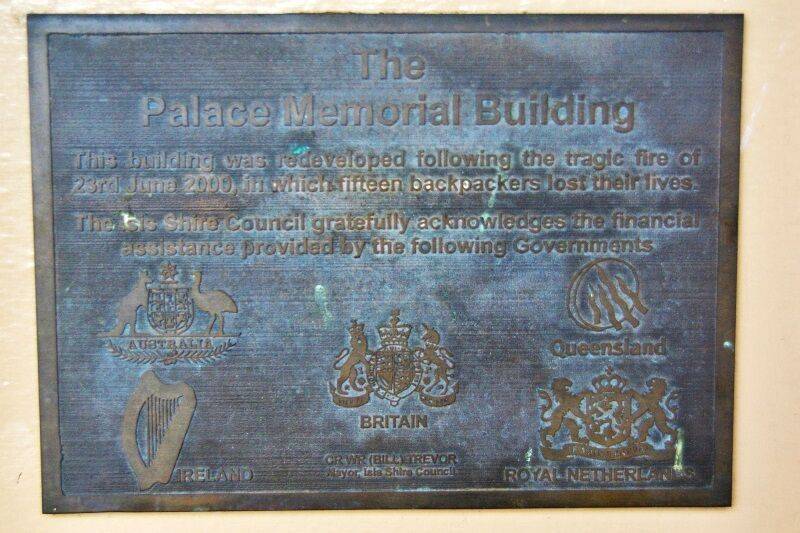 The
Palace Memorial Building
This building was redeveloped following the tragic fire of
23rd June 2000, in which fifteen backpackers lost their lives.
The Isis Shire Council gratefully acknowledges the financial
assistance provided by the following Governments
AUSTRALIA
Queensland
BRITAIN
IRELAND
CR WR (BILL) TREVOR
Mayor, Isis Shire Council
ROYAL NETHERLANDS